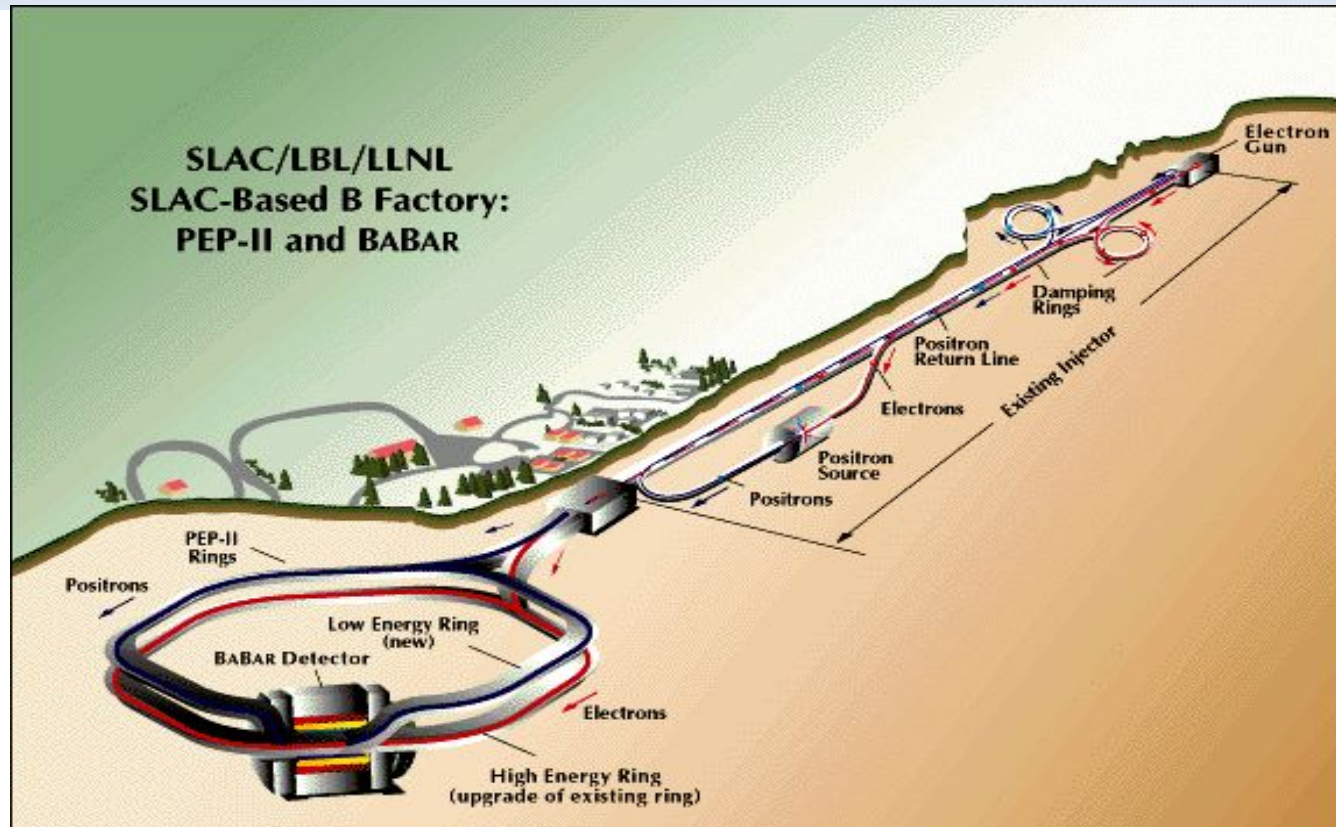 SLAC/LBL/LLNL
SLAC-Based B Factory:
PEP-II and BABAR
Electron
Gun
Damping
Rings
Positron
Return Line
Existing Injector
Electrons
Positron
Source
Positrons
PEP-II
Rings
Positrons
Low Energy Ring
(new)
BABAR Detector
Electrons
High Energy Ring
(upgrade of existing ring)